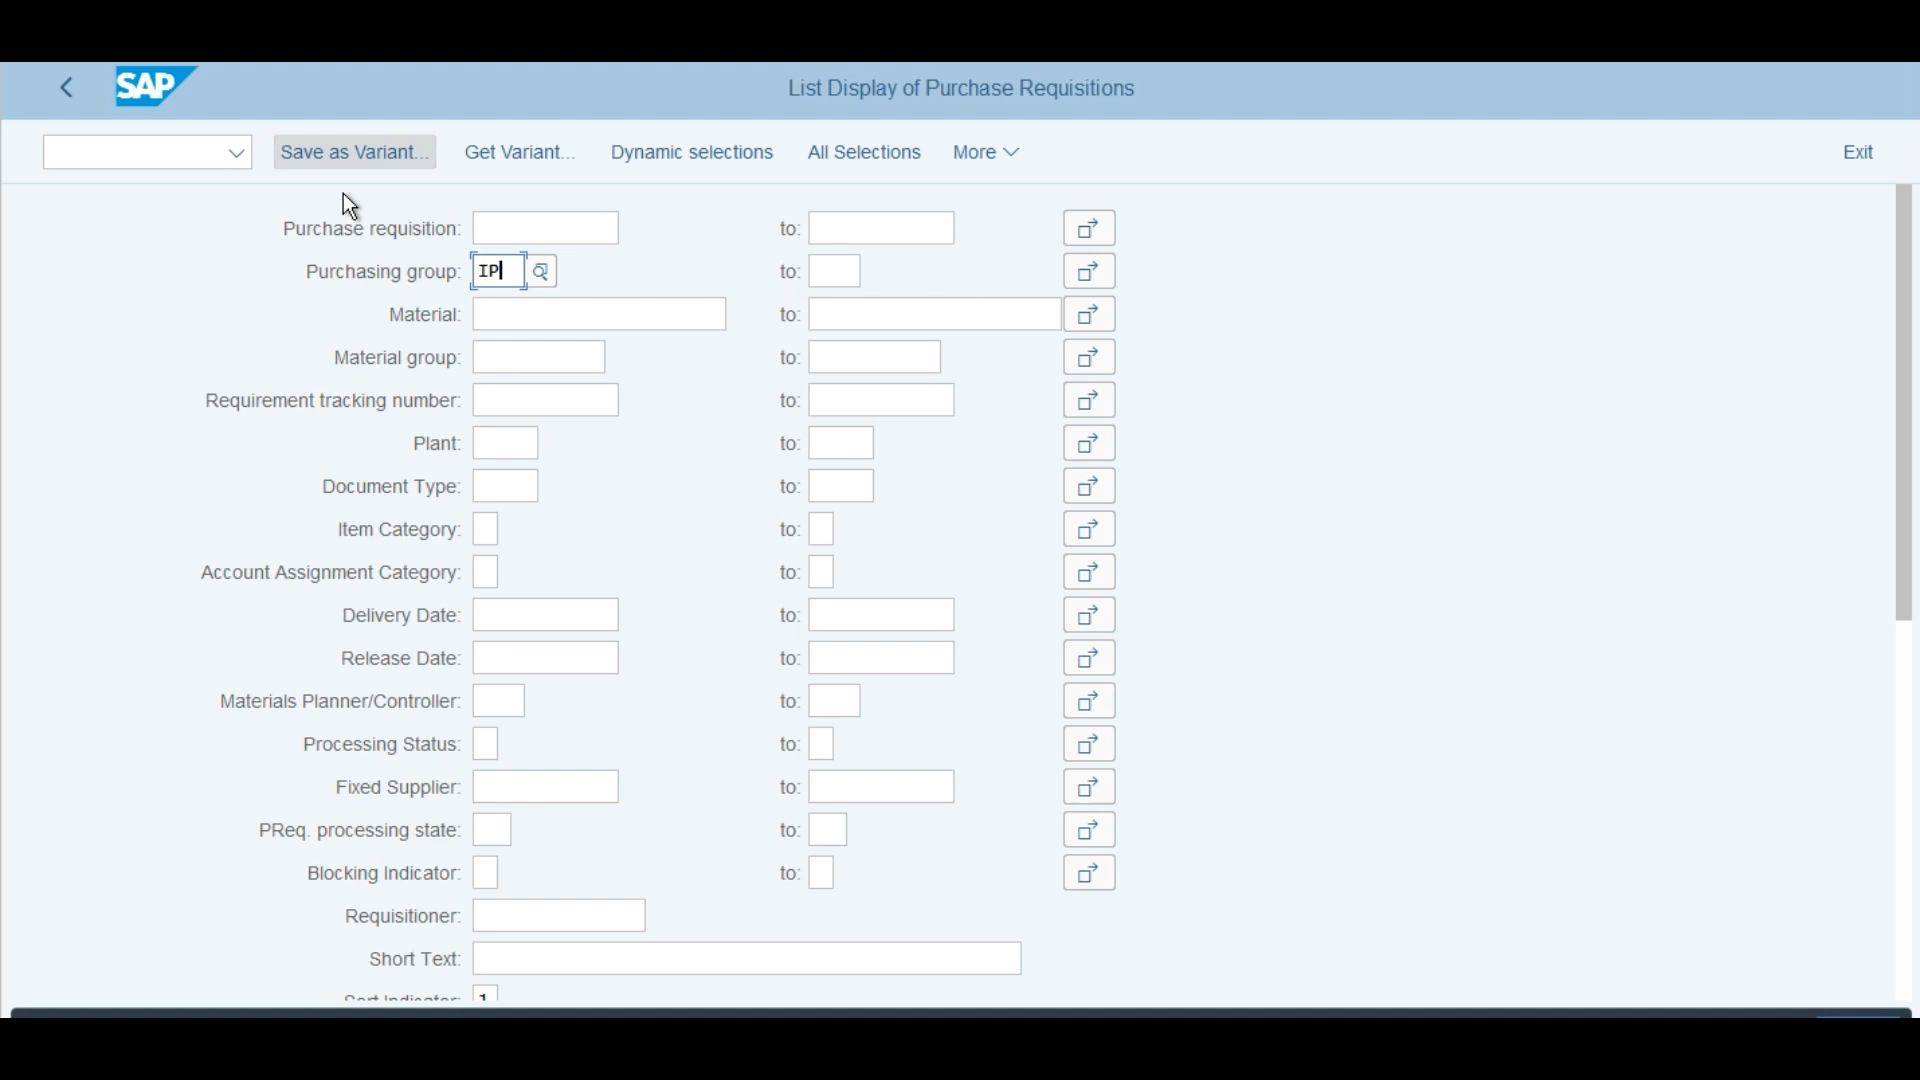 SAP List Display of Purchase Requisitions
Save as Variant... Get Variant... Dynamic selections All Selections More Exit
Purchase requisition: to:
Purchasing group: IP to:
Material: to:
Material group: to:
Requirement tracking number: to:
Plant: to:
Document Type: to:
Item Category: to:
Account Assignment Category: to:
Delivery Date: to:
Release Date: to:
Materials Planner/Controller: to:
Processing Status: to:
Fixed Supplier: to:
PReq. processing state: to:
Blocking Indicator: to:
Requisitioner:
Short Text:
Sort Indicator: 1